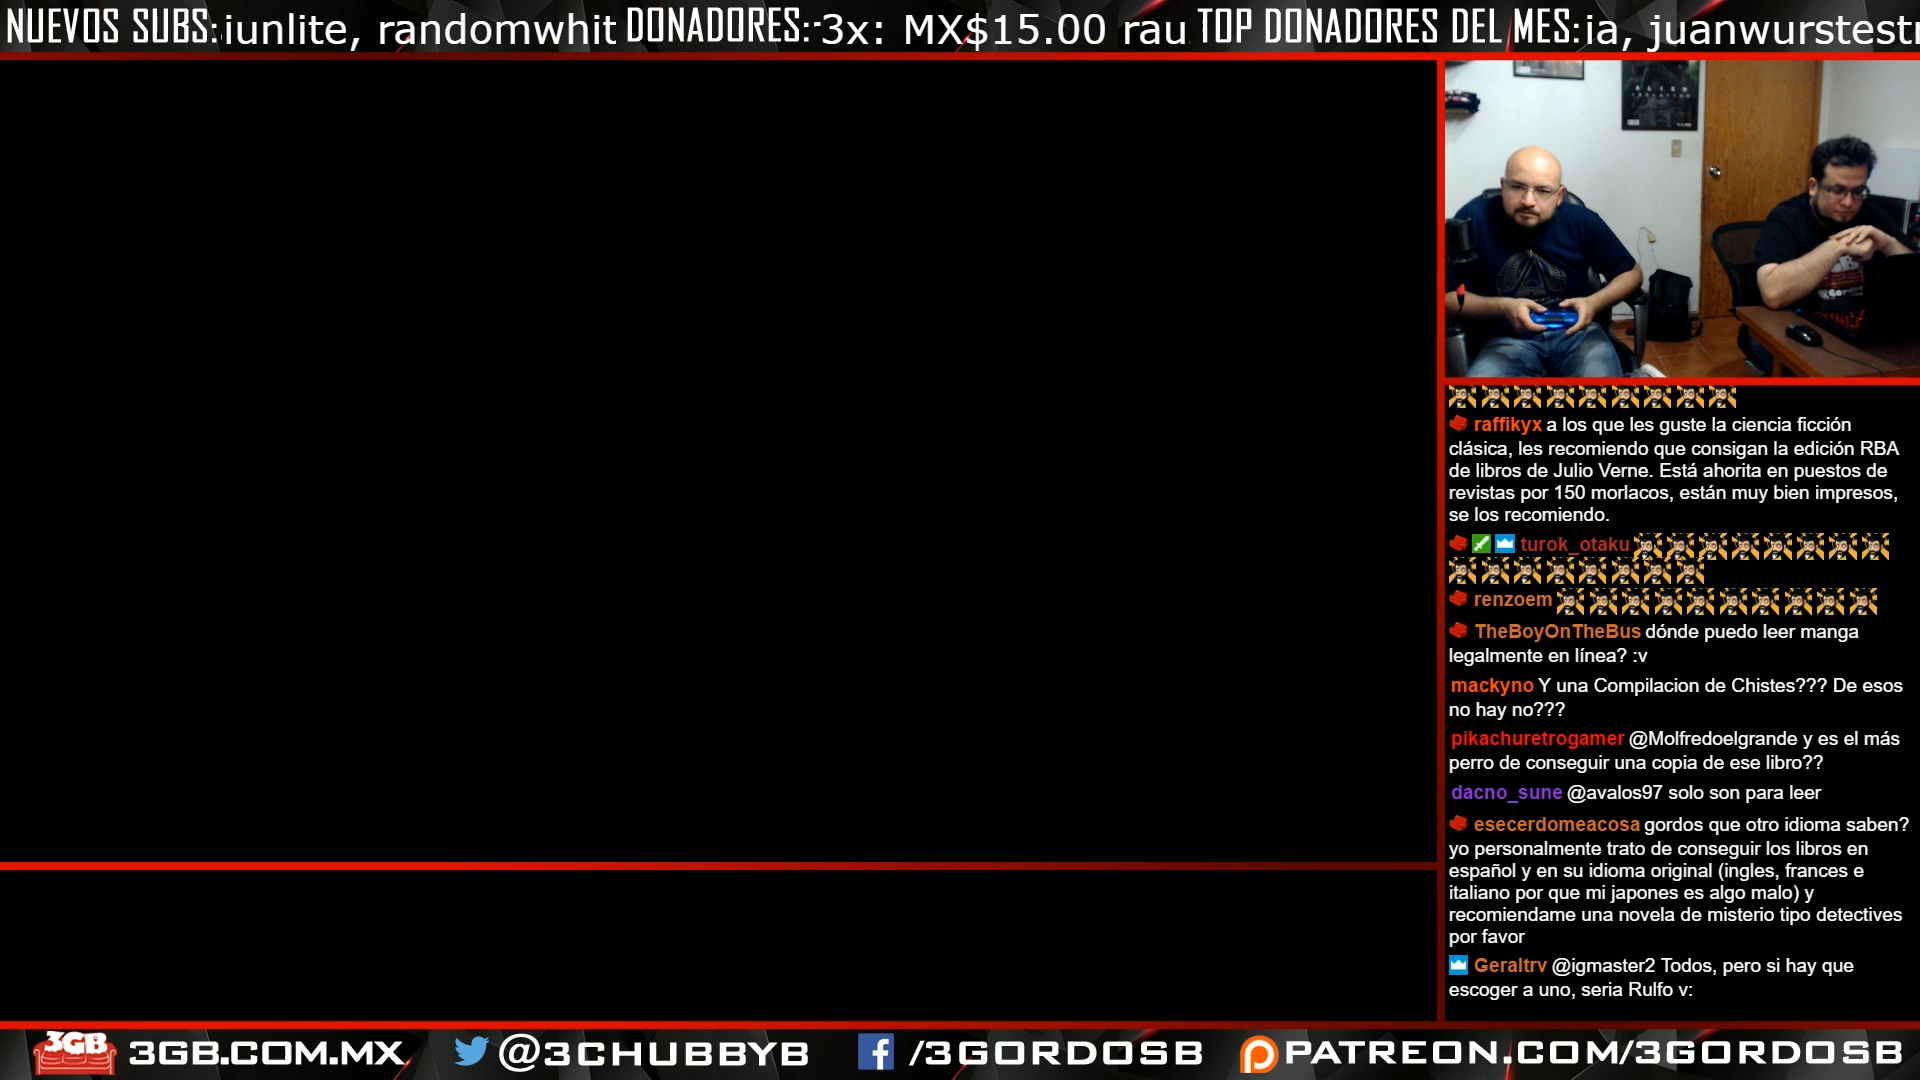 NUEVOS SUBS: iunlite, randomwhit DONADORES: -3x: MX$15.00 rau TOP DONADORES DEL MES: ia, juanwurstestr
ALIEN
raffikyx a los que les guste la ciencia ficción
clásica, les recomiendo que consigan la edición RBA
de libros de Julio Verne. Está ahorita en puestos de
revistas por 150 morlacos, están muy bien impresos,
se los recomiendo.
turok_otaku
renzoem
TheBoyOnTheBus dónde puedo leer manga
legalmente en línea? :v
mackyno Y una Compilacion de Chistes??? De esos
no hay no???
pikachuretrogamer @Molfredoelgrande y es el más
perro de conseguir una copia de ese libro??
dacno_sune @avalos97 solo son para leer
esecerdomeacosa gordos que otro idioma saben?
yo personalmente trato de conseguir los libros en
español y en su idioma original (ingles, frances e
italiano por que mi japones es algo malo) y
recomiendame una novela de misterio tipo detectives
por favor
Geraltrv @igmaster2 Todos, pero si hay que
escoger a uno, seria Rulfo v:
3GB 3GB.COM.MX @3CHUBBYB /3GORDOSB PATREON.COM/3GORDOSB